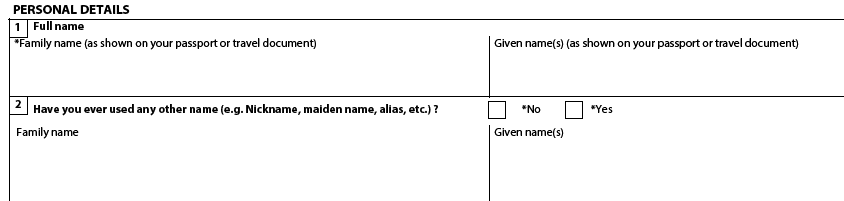 PERSONAL DETAILS
1 Full name
*Family name (as shown on your passport or travel document) Given name(s) (as shown on your passport or travel document)
2 Have you ever used any other name (e.g. Nickname, maiden name, alias, etc.) ? *No *Yes
Family name Given name(s)